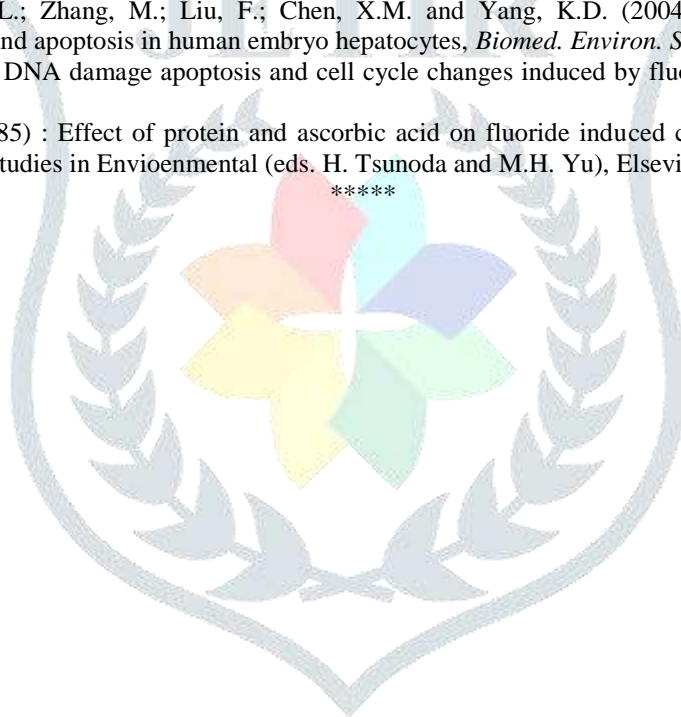 L.; Zhang, M.; Liu, F.; Chen, X.M. and Yang, K.D. (2004
nd apoptosis in human embryo hepatocytes, Biomed. Environ. S
DNA damage apoptosis and cell cycle changes induced by fluo
85) : Effect of protein and ascorbic acid on fluoride induced c
tudies in Envioenmental (eds. H. Tsunoda and M.H. Yu), Elsevi
*****